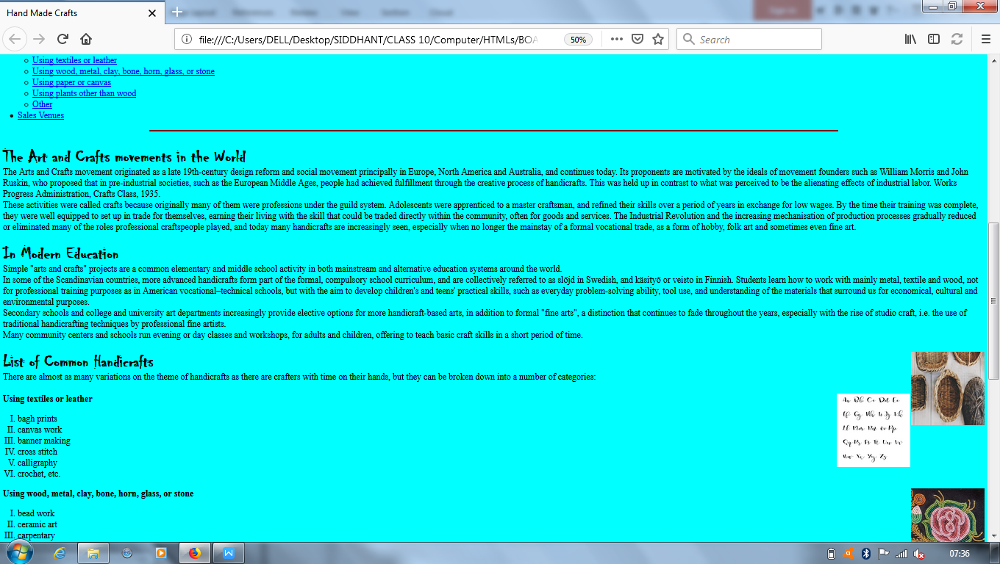 Hand Made Crafts
file:///C:/Users/DELL/Desktop/SIDDHANT/CLASS 10/Computer/HTMLs/BOA
50%
Search
Using textiles or leather
Using wood, metal, clay, bone, horn, glass, or stone
Using paper or canvas
Using plants other than wood
Other
Sales Venues
The Art and Crafts movements in the World
The Arts and Crafts movement originated as a late 19th-century design reform and social movement principally in Europe, North America and Australia, and continues today. Its proponents are motivated by the ideals of movement founders such as William Morris and John
Ruskin, who proposed that in pre-industrial societies, such as the European Middle Ages, people had achieved fulfillment through the creative process of handicrafts. This was held up in contrast to what was perceived to be the alienating effects of industrial labor. Works
Progress Administration, Crafts Class, 1935.
These activities were called crafts because originally many of them were professions under the guild system. Adolescents were apprenticed to a master craftsman, and refined their skills over a period of years in exchange for low wages. By the time their training was complete,
they were well equipped to set up in trade for themselves, earning their living with the skill that could be traded directly within the community, often for goods and services. The Industrial Revolution and the increasing mechanisation of production processes gradually reduced
or eliminated many of the roles professional craftspeople played, and today many handicrafts are increasingly seen, especially when no longer the mainstay of a formal vocational trade, as a form of hobby, folk art and sometimes even fine art.
In Modern Education
Simple "arts and crafts" projects are a common elementary and middle school activity in both mainstream and alternative education systems around the world.
In some of the Scandinavian countries, more advanced handicrafts form part of the formal, compulsory school curriculum, and are collectively referred to as slöjd in Swedish, and käsityö or veisto in Finnish. Students learn how to work with mainly metal, textile and wood, not
for professional training purposes as in American vocational–technical schools, but with the aim to develop children's and teens' practical skills, such as everyday problem-solving ability, tool use, and understanding of the materials that surround us for economical, cultural and
environmental purposes.
Secondary schools and college and university art departments increasingly provide elective options for more handicraft-based arts, in addition to formal "fine arts", a distinction that continues to fade throughout the years, especially with the rise of studio craft, i.e. the use of
traditional handicrafting techniques by professional fine artists.
Many community centers and schools run evening or day classes and workshops, for adults and children, offering to teach basic craft skills in a short period of time.
List of Common Handicrafts
There are almost as many variations on the theme of handicrafts as there are crafters with time on their hands, but they can be broken down into a number of categories:
Using textiles or leather
I. bagh prints
II. canvas work
III. banner making
IV. cross stitch
V. calligraphy
VI. crochet, etc.
Using wood, metal, clay, bone, horn, glass, or stone
I. bead work
II. ceramic art
III. carpentary
07:36